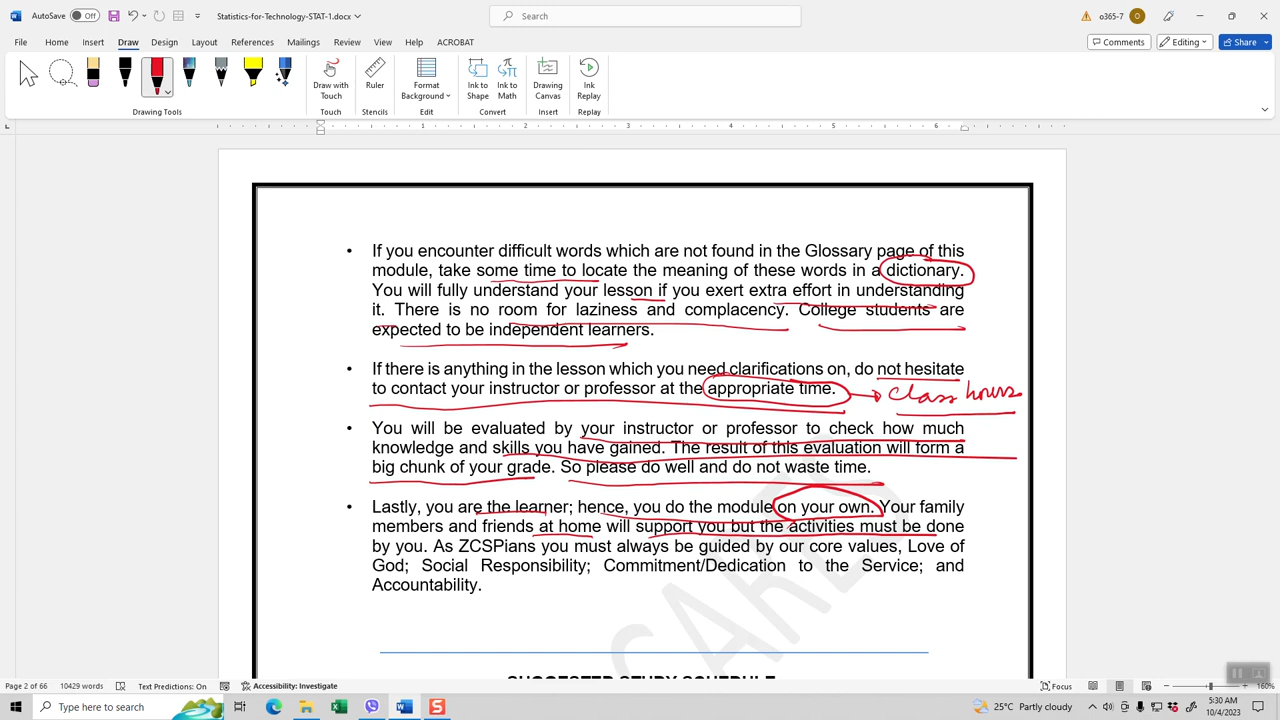 AutoSave Off Statistics-for-Technology-STAT-1.docx Search o365-7
File Home Insert Draw Design Layout References Mailings Review View Help ACROBAT Comments Editing Share
Draw with Touch Ruler Format Background Ink to Shape Ink to Math Drawing Canvas Ink Replay
Drawing Tools Touch Stencils Edit Convert Insert Replay
1 2 3 4 5 6
• If you encounter difficult words which are not found in the Glossary page of this
module, take some time to locate the meaning of these words in a dictionary.
You will fully understand your lesson if you exert extra effort in understanding
it. There is no room for laziness and complacency. College students are
expected to be independent learners.
• If there is anything in the lesson which you need clarifications on, do not hesitate
to contact your instructor or professor at the appropriate time. class hours
• You will be evaluated by your instructor or professor to check how much
knowledge and skills you have gained. The result of this evaluation will form a
big chunk of your grade. So please do well and do not waste time.
• Lastly, you are the learner; hence, you do the module on your own. Your family
members and friends at home will support you but the activities must be done
by you. As ZCSPians you must always be guided by our core values, Love of
God; Social Responsibility; Commitment/Dedication to the Service; and
Accountability.
SUGGESTED STUDY SCHEDULE
Page 2 of 66 10429 words Text Predictions: On Accessibility: Investigate Focus 160%
Type here to search 25°C Partly cloudy 5:30 AM
10/4/2023